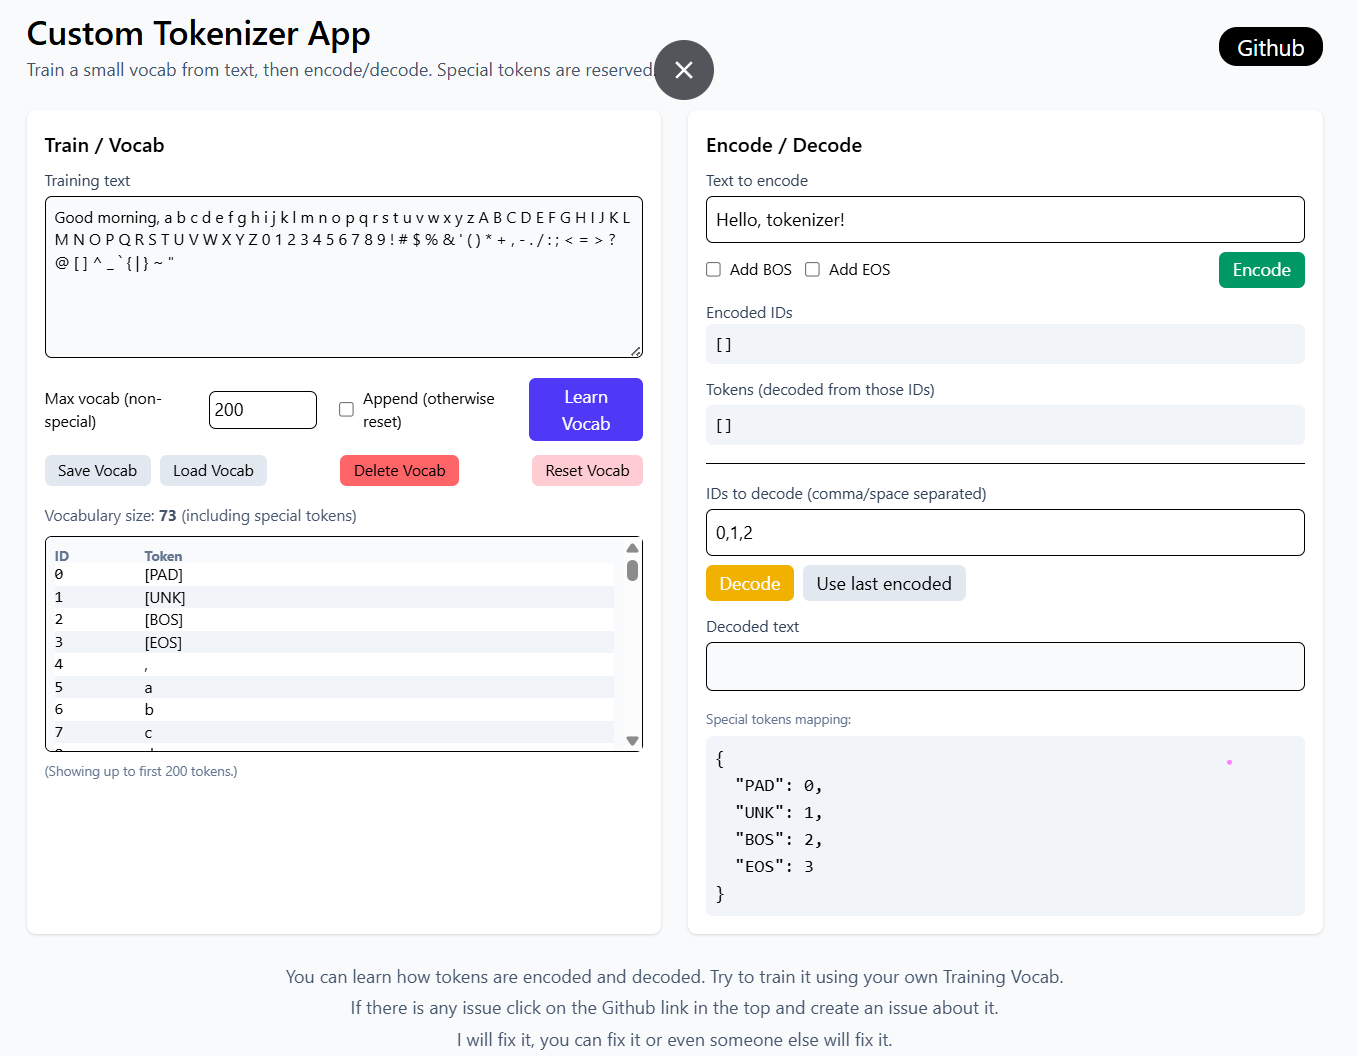 Custom Tokenizer App
Github
Train a small vocab from text, then encode/decode. Special tokens are reserved.
Train / Vocab
Training text
Good morning, a b c d e f g h i j k l m n o p q r s t u v w x y z A B C D E F G H I J K L
M N O P Q R S T U V W X Y Z 0 1 2 3 4 5 6 7 8 9 ! # $ % & ' ( ) * + , - . / : ; < = > ?
@ [ ] ^ _ ` { | } ~ "
Max vocab (non-
special)
200
Append (otherwise
reset)
Learn
Vocab
Save Vocab
Load Vocab
Delete Vocab
Reset Vocab
Vocabulary size: 73 (including special tokens)
ID Token
0 [PAD]
1 [UNK]
2 [BOS]
3 [EOS]
4 ,
5 a
6 b
7 c
(Showing up to first 200 tokens.)
Encode / Decode
Text to encode
Hello, tokenizer!
Add BOS
Add EOS
Encode
Encoded IDs
[]
Tokens (decoded from those IDs)
[]
IDs to decode (comma/space separated)
0,1,2
Decode
Use last encoded
Decoded text
Special tokens mapping:
{
"PAD": 0,
"UNK": 1,
"BOS": 2,
"EOS": 3
}
You can learn how tokens are encoded and decoded. Try to train it using your own Training Vocab.
If there is any issue click on the Github link in the top and create an issue about it.
I will fix it, you can fix it or even someone else will fix it.